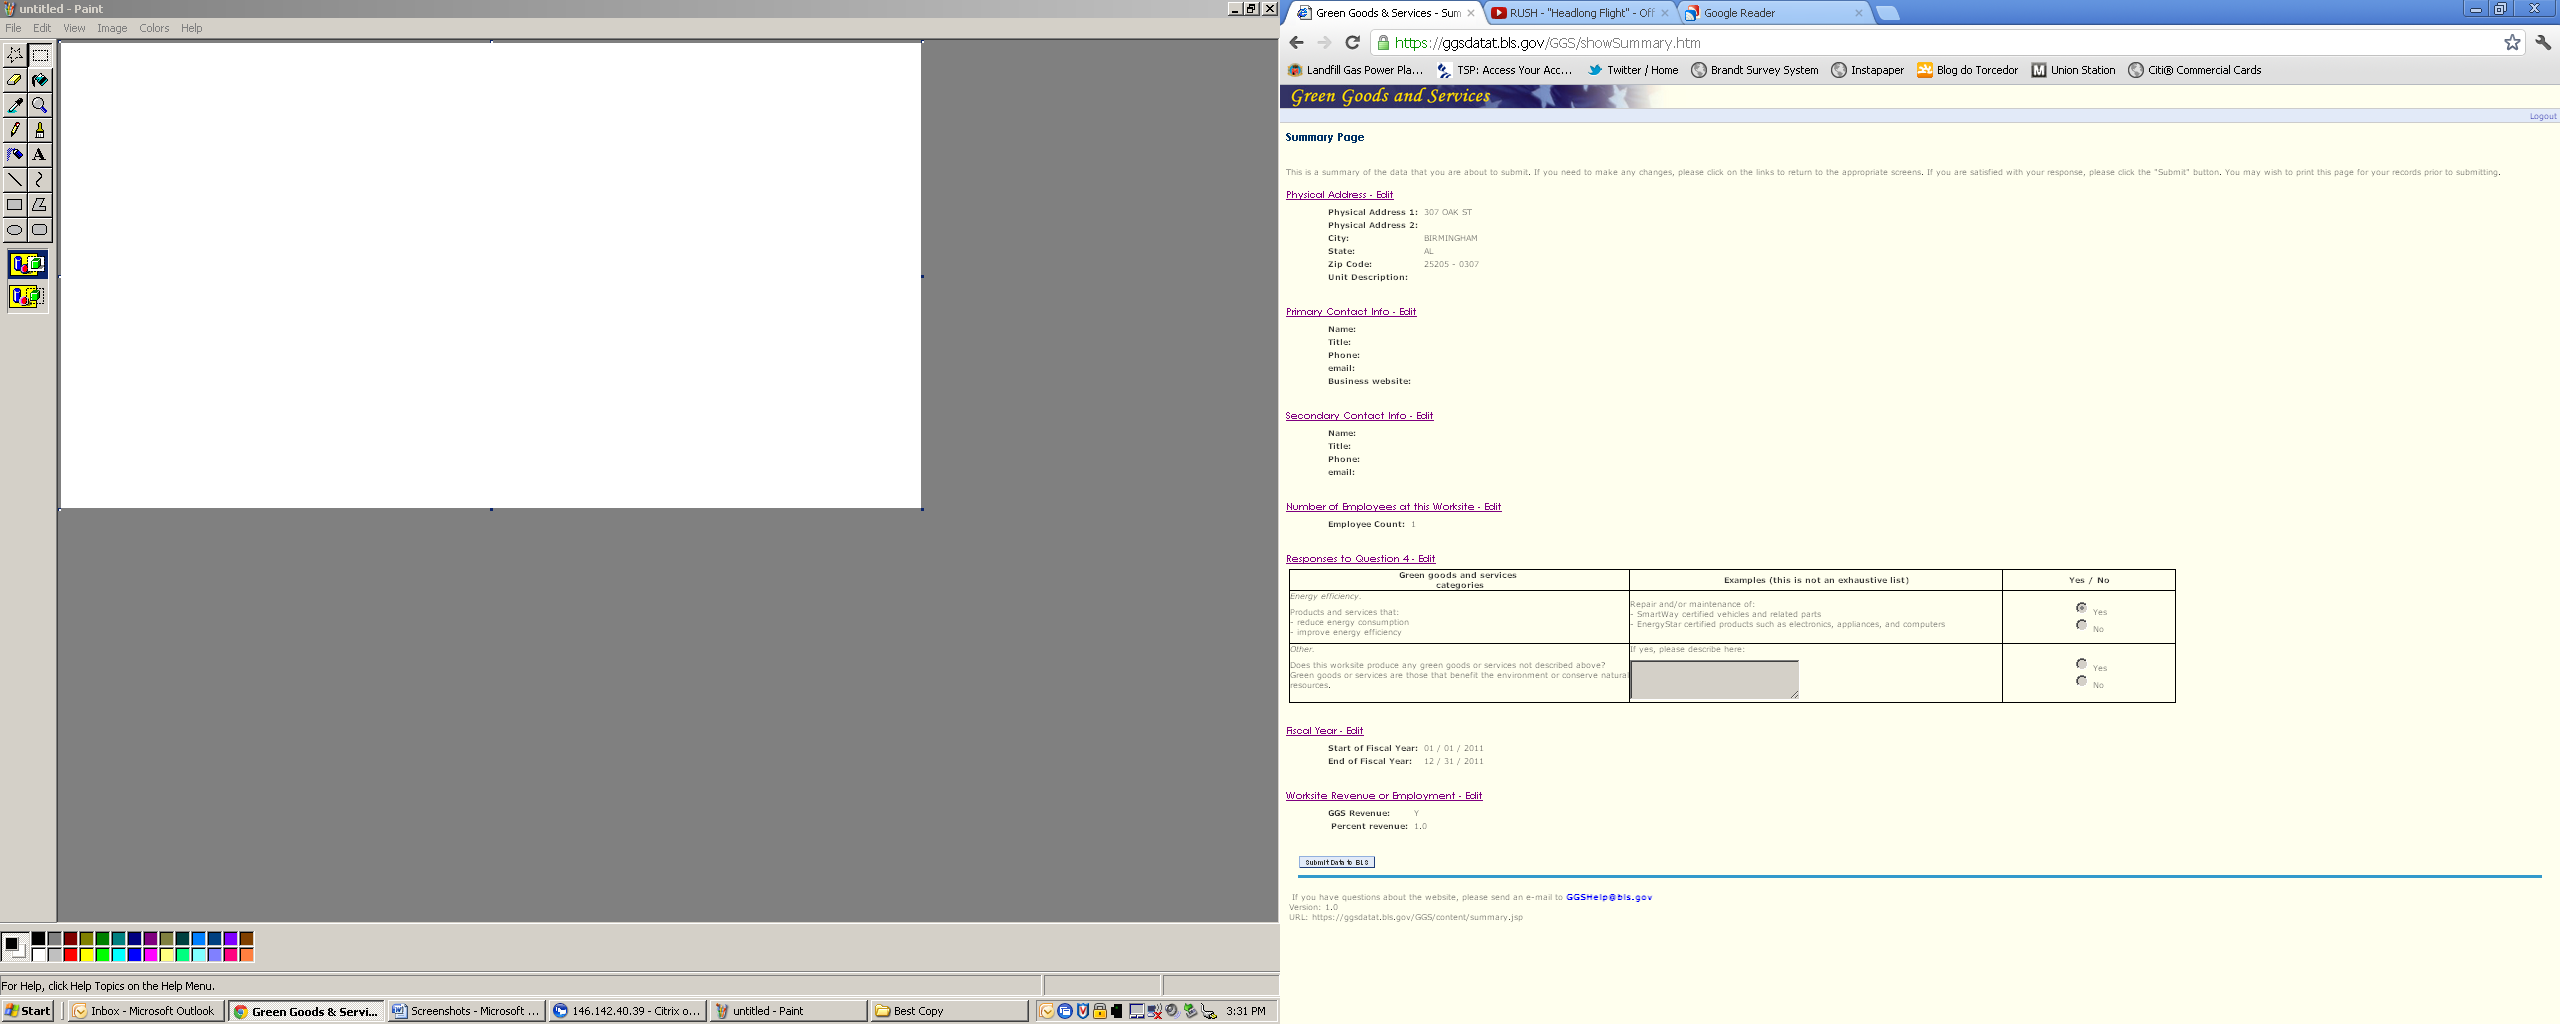 untitled - Paint
File Edit View Image Colors Help
For Help, click Help Topics on the Help Menu.
Start
Inbox - Microsoft Outlook
Green Goods & Servi...
Screenshots - Microsoft ...
146.142.40.39 - Citrix o...
untitled - Paint
Best Copy
3:31 PM
Green Goods & Services - Sum
RUSH - "Headlong Flight" - Off
Google Reader
https://ggsdatat.bls.gov/GGS/showSummary.htm
Landfill Gas Power Pla...
TSP: Access Your Acc...
Twitter / Home
Brandt Survey System
Instapaper
Blog do Torcedor
Union Station
Citi® Commercial Cards
Green Goods and Services
Logout
Summary Page
This is a summary of the data that you are about to submit. If you need to make any changes, please click on the links to return to the appropriate screens. If you are satisfied with your response, please click the "Submit" button. You may wish to print this page for your records prior to submitting.
Physical Address - Edit
Physical Address 1: 307 OAK ST
Physical Address 2:
City: BIRMINGHAM
State: AL
Zip Code: 25205 - 0307
Unit Description:
Primary Contact Info - Edit
Name:
Title:
Phone:
email:
Business website:
Secondary Contact Info - Edit
Name:
Title:
Phone:
email:
Number of Employees at this Worksite - Edit
Employee Count: 1
Responses to Question 4 - Edit
Green goods and services
categories
Examples (this is not an exhaustive list)
Yes / No
Energy efficiency.
Products and services that:
- reduce energy consumption
- improve energy efficiency
Repair and/or maintenance of:
- SmartWay certified vehicles and related parts
- EnergyStar certified products such as electronics, appliances, and computers
Yes
No
Other.
Does this worksite produce any green goods or services not described above?
Green goods or services are those that benefit the environment or conserve natural
resources.
If yes, please describe here:
Yes
No
Fiscal Year - Edit
Start of Fiscal Year: 01 / 01 / 2011
End of Fiscal Year: 12 / 31 / 2011
Worksite Revenue or Employment - Edit
GGS Revenue: Y
Percent revenue: 1.0
Submit Data to BLS
If you have questions about the website, please send an e-mail to GGSHelp@bls.gov
Version: 1.0
URL: https://ggsdatat.bls.gov/GGS/content/summary.jsp